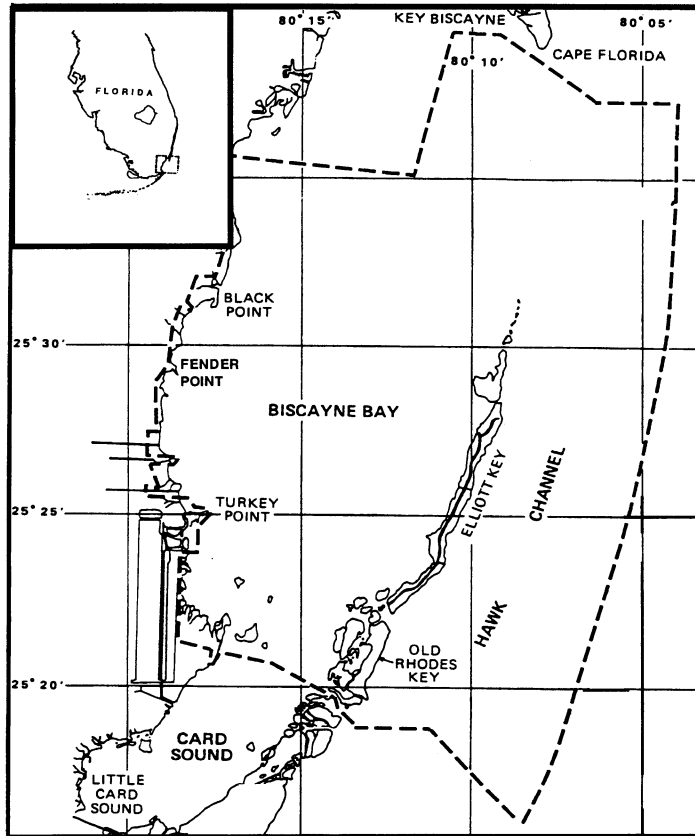 80° 15'
KEY BISCAYNE
80° 05'
80° 10'
CAPE FLORIDA
FLORIDA
BLACK
POINT
25° 30'
FENDER
POINT
BISCAYNE BAY
ELLIOTT KEY
CHANNEL
TURKEY
POINT
25° 25'
HAWK
OLD
RHODES
KEY
25° 20'
CARD
SOUND
LITTLE
CARD
SOUND